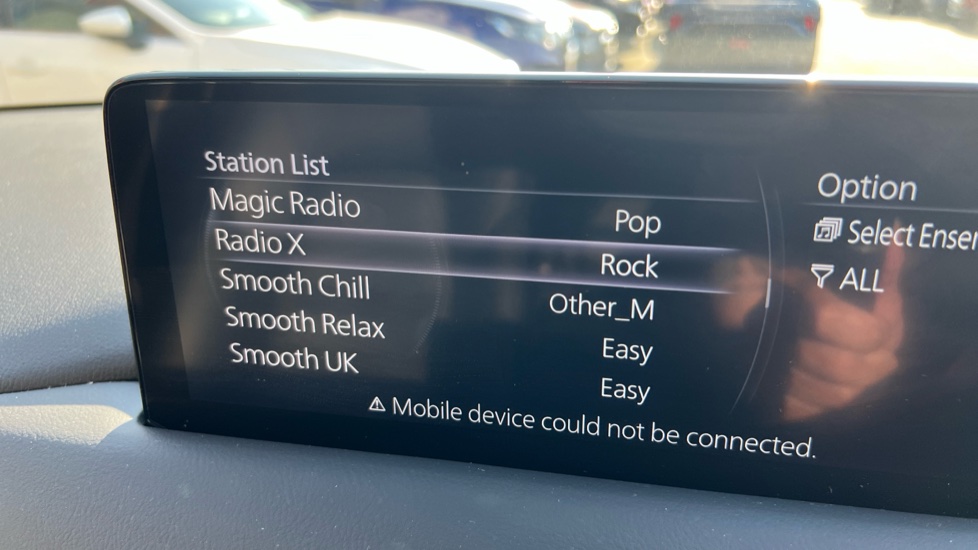 Station List
Magic Radio Pop
Radio X Rock
Smooth Chill Other_M
Smooth Relax Easy
Smooth UK Easy
Mobile device could not be connected.
Option
Select
ALL